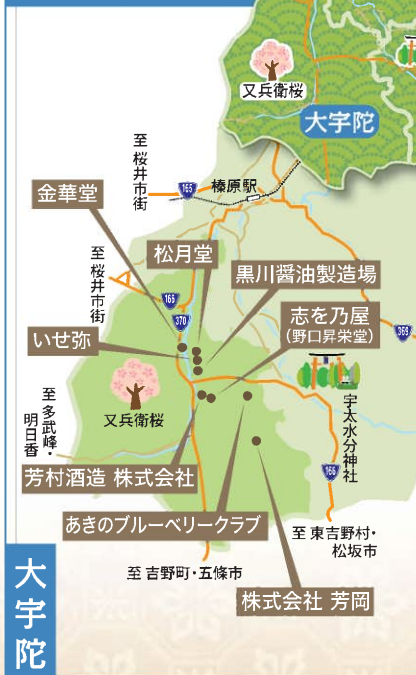 又兵衛桜
大宇陀
至 桜井市街
165
榛原駅
金華堂
松月堂
黒川醤油製造場
至 桜井市街
166
370
志を乃屋
(野口昇栄堂)
369
いせ弥
又兵衛桜
至 多武峰・
明日香
宇太水分神社
芳村酒造 株式会社
166
あきのブルーベリークラブ
至 東吉野村・
松坂市
至 吉野町・五條市
株式会社 芳岡
大宇陀